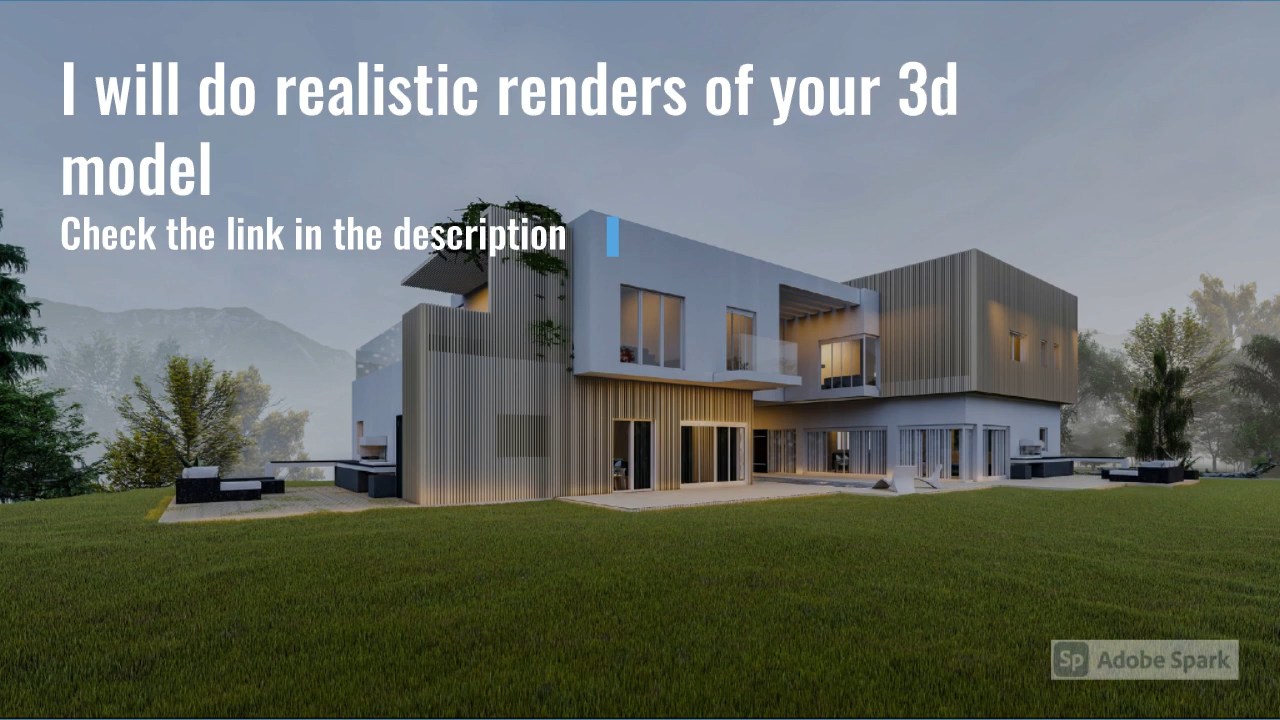 I will do realistic renders of your 3d
model
Check the link in the description
Sp Adobe Spark